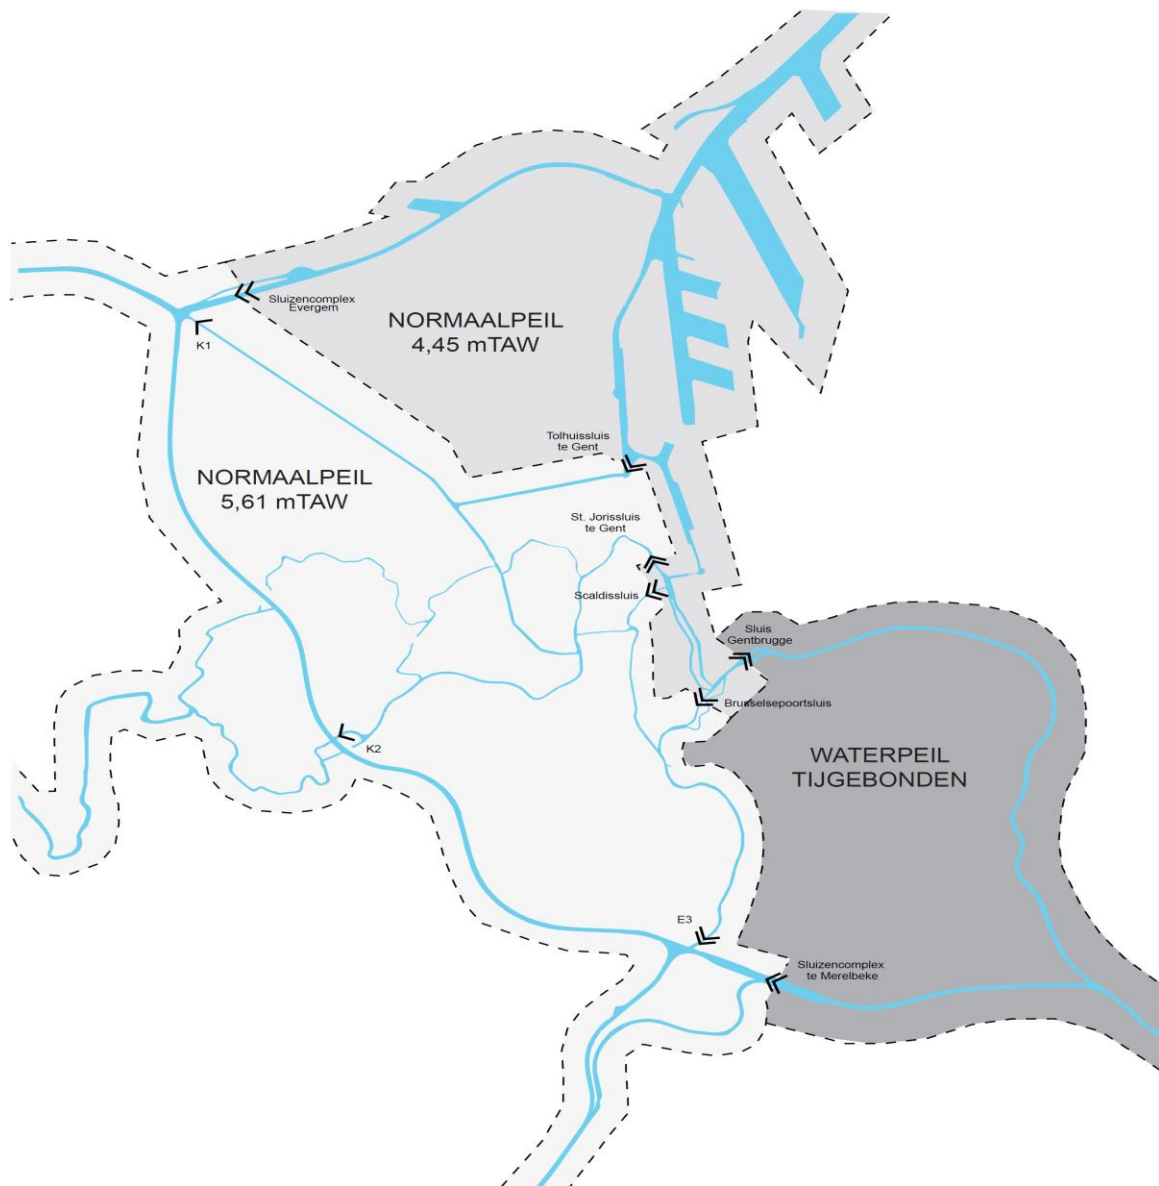 Sluizencomplex
Evergem
NORMAALPEIL
4,45 mTAW
K1
Tolhuissluis
te Gent
NORMAALPEIL
5,61 mTAW
St. Jorissluis
te Gent
Scaldissluis
Sluis
Gentbrugge
Brusselsepoortsluis
K2
WATERPEIL
TIJGEBONDEN
E3
Sluizencomplex
te Merelbeke